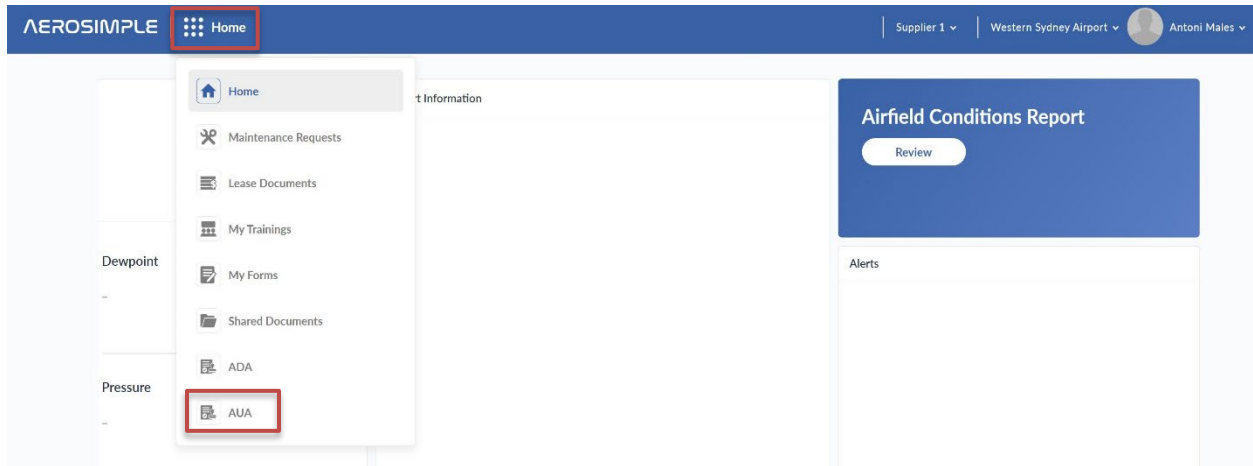 AEROSIMPLE Home Supplier 1 Western Sydney Airport Antoni Males
Home
t Information
Airfield Conditions Report
Maintenance Requests
Review
Lease Documents
My Trainings
Dewpoint
Alerts
My Forms
–
Shared Documents
ADA
Pressure
AUA
–